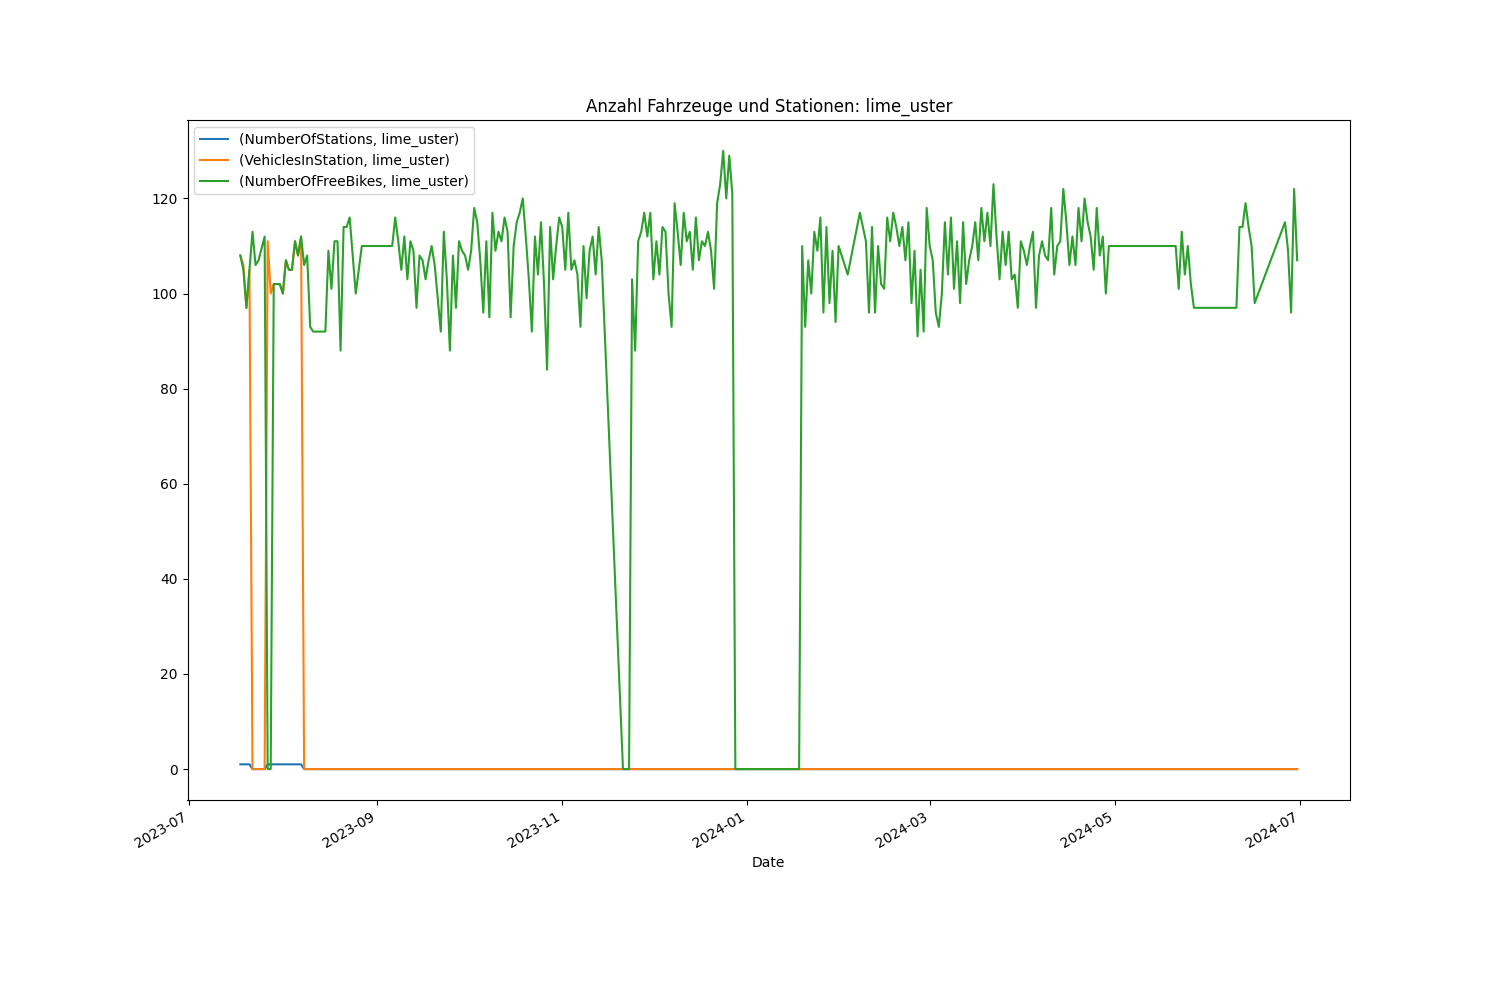 Anzahl Fahrzeuge und Stationen: lime_uster
(NumberOfStations, lime_uster)
(VehiclesInStation, lime_uster)
(NumberOfFreeBikes, lime_uster)
120
100
80
60
40
20
0
2023-07
2023-09
2023-11
2024-01
2024-03
2024-05
2024-07
Date